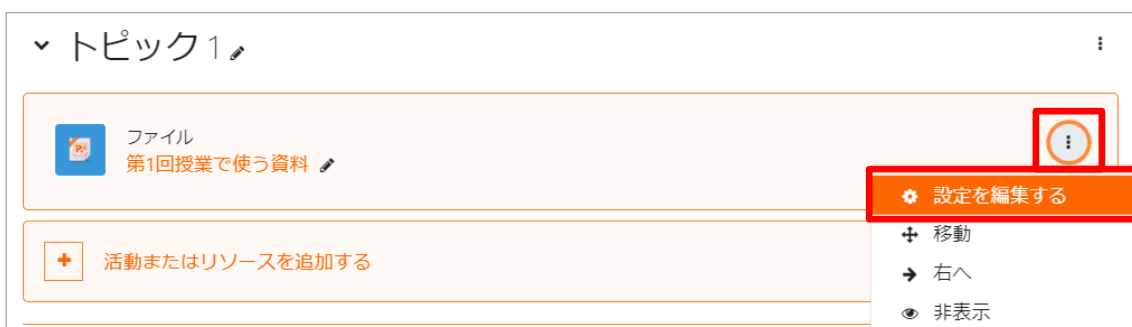 トピック1
ファイル
第1回授業で使う資料
設定を編集する
移動
活動またはリソースを追加する
右へ
非表示